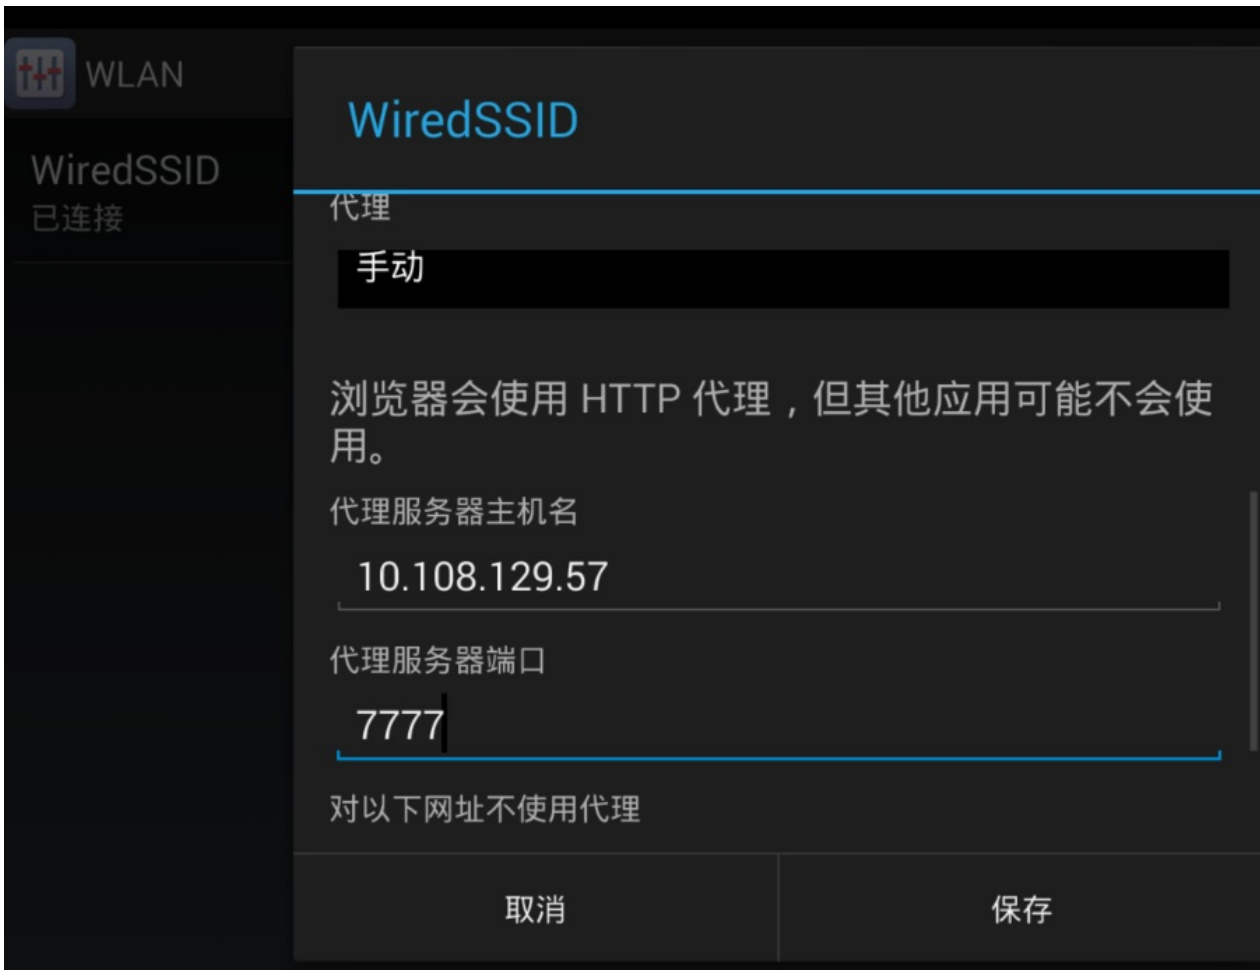 WLAN
WiredSSID
已连接
WiredSSID
代理
手动
浏览器会使用 HTTP 代理，但其他应用可能不会使
用。
代理服务器主机名
10.108.129.57
代理服务器端口
7777
对以下网址不使用代理
取消
保存